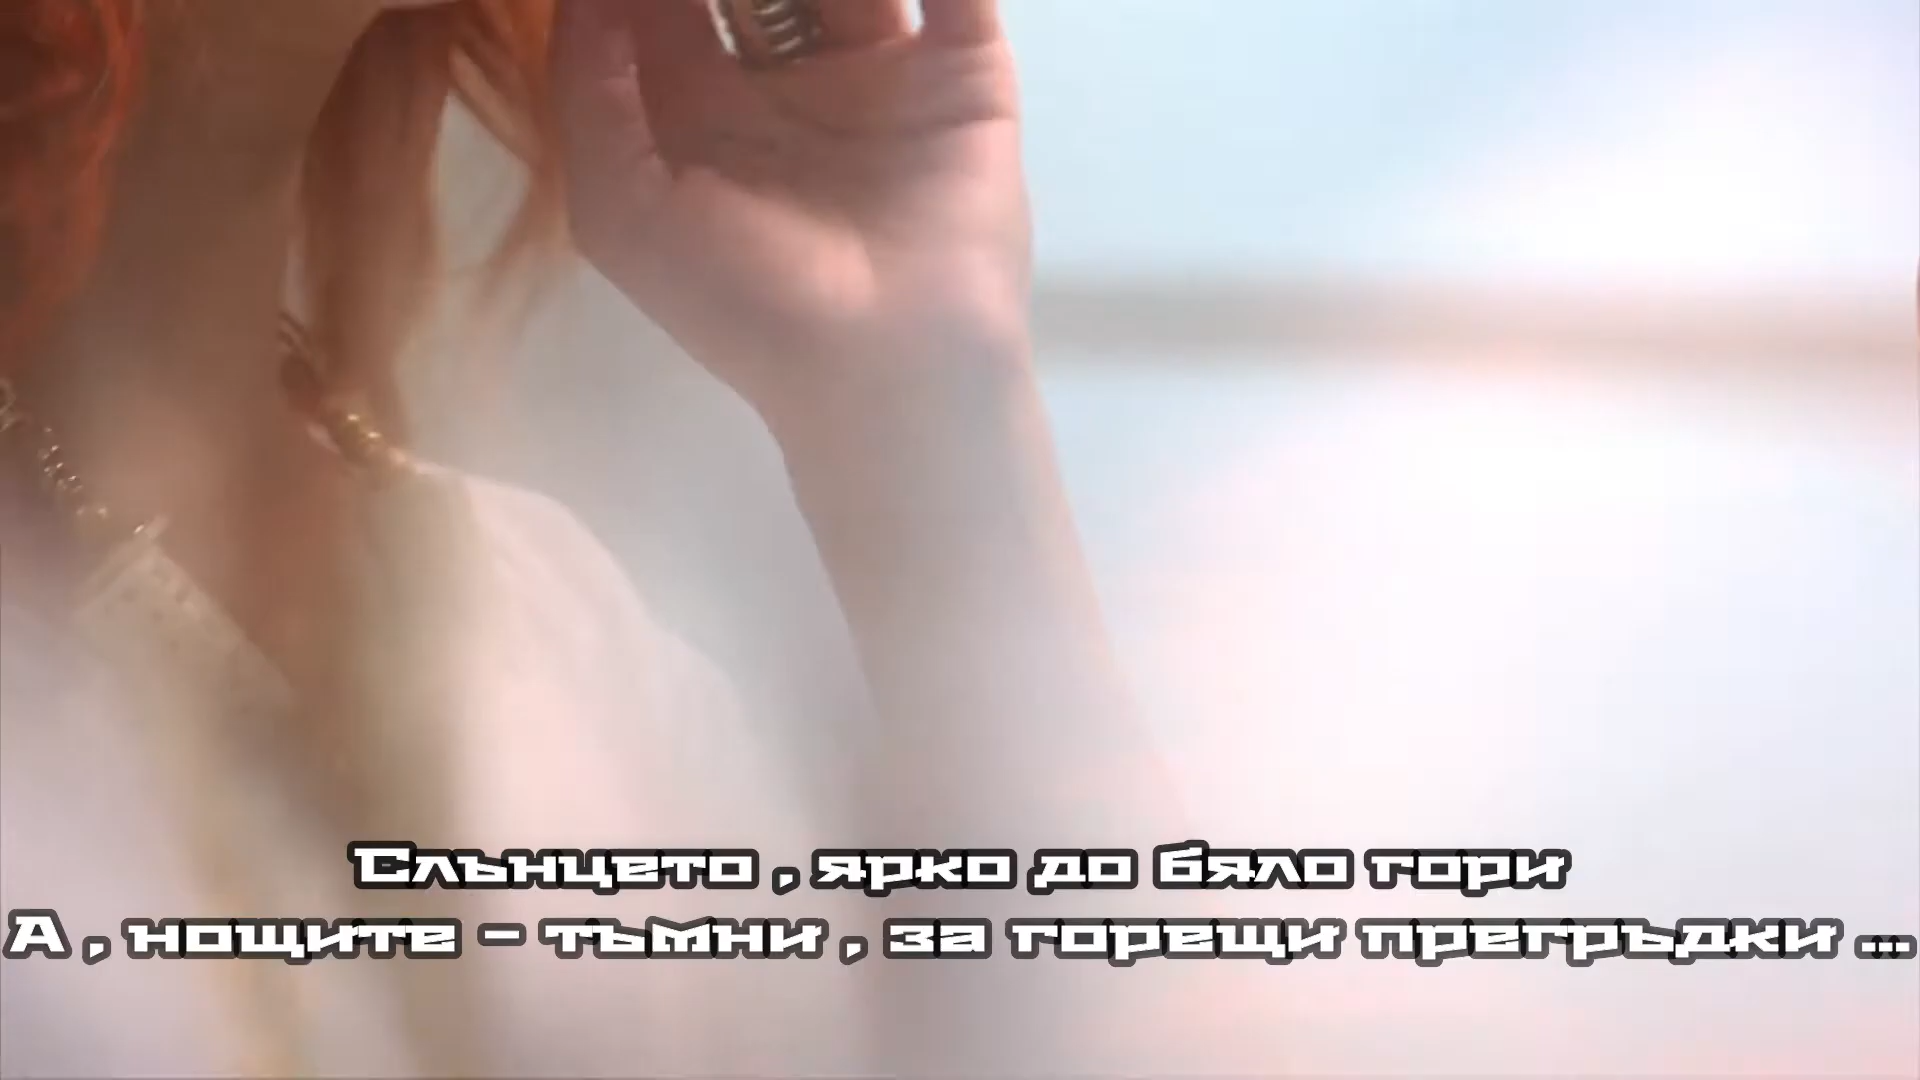 Слънцето , ярко до бяло гори
А , нощите - тъмни , за горещи прегръдки ...